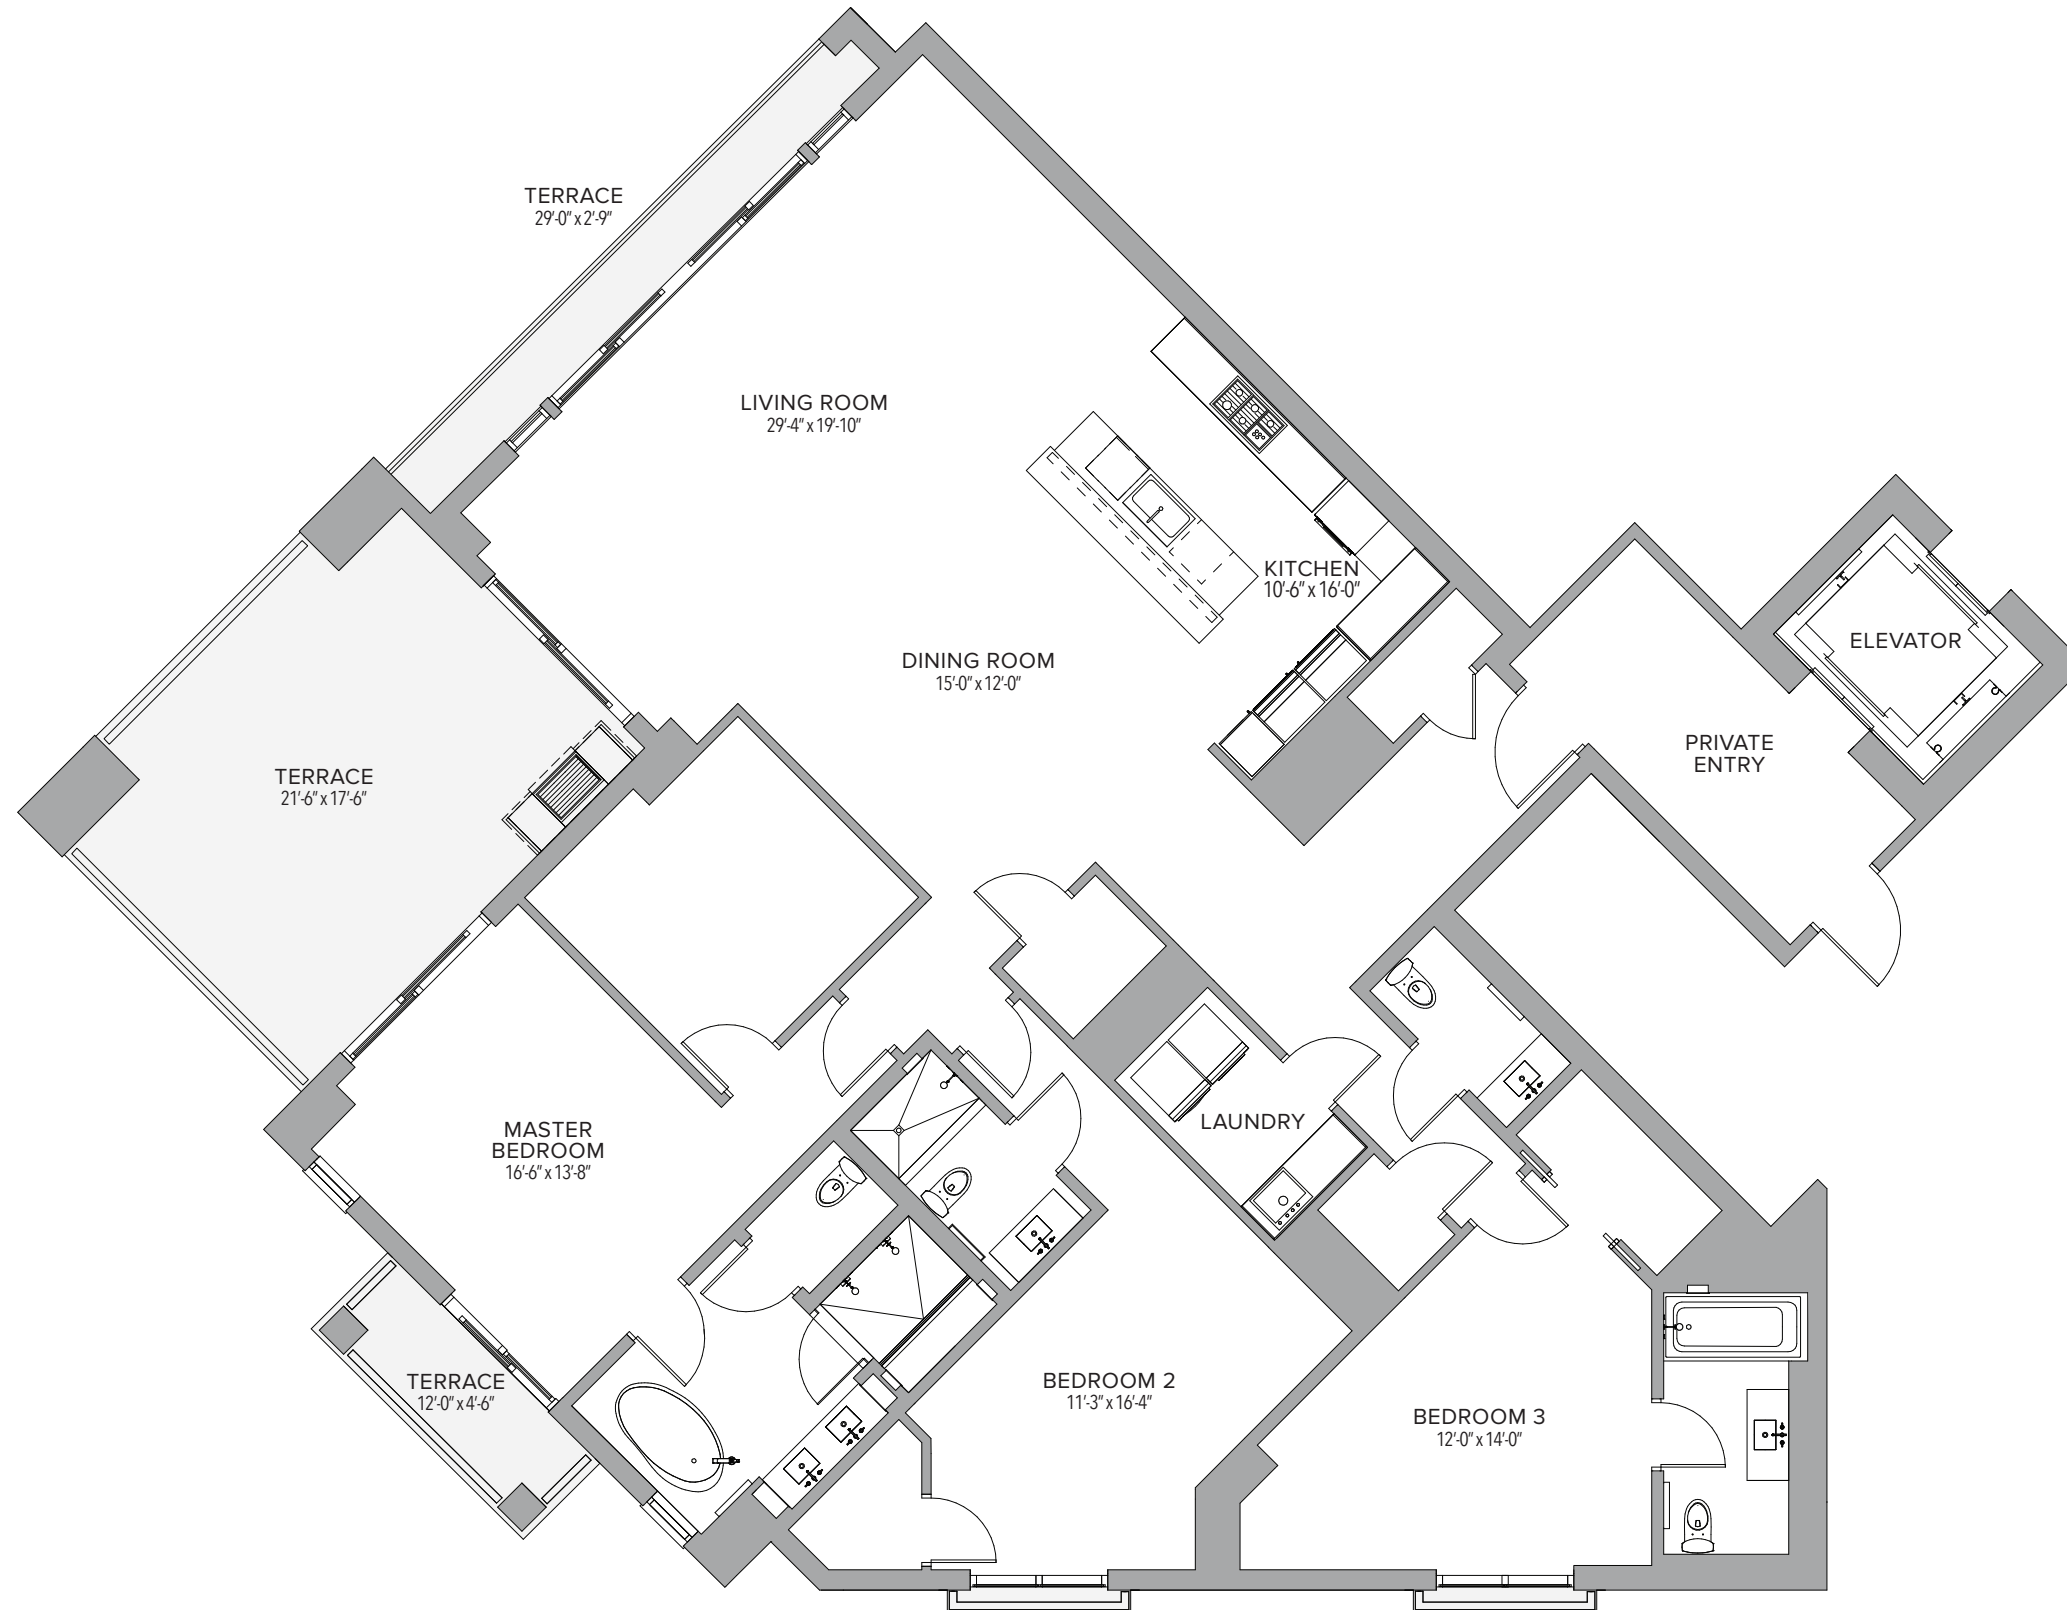 TERRACE
29'-0" x 2'-9"
LIVING ROOM
29'-4" x 19'-10"
KITCHEN
10'-6" x 16'-0"
ELEVATOR
DINING ROOM
15'-0" x 12'-0"
PRIVATE
ENTRY
TERRACE
21'-6" x 17'-6"
LAUNDRY
MASTER
BEDROOM
16'-6" x 13'-8"
TERRACE
12'-0" x 4'-6"
BEDROOM 2
11'-3" x 16'-4"
BEDROOM 3
12'-0" x 14'-0"